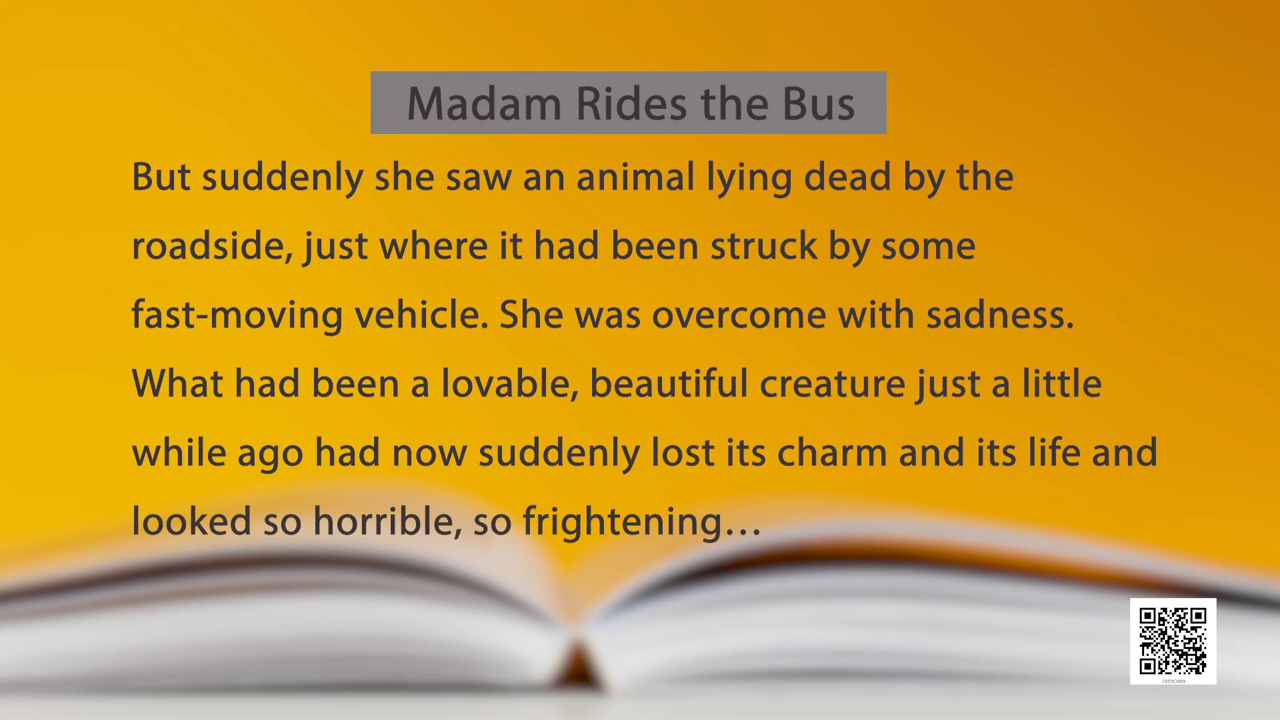 Madam Rides the Bus
But suddenly she saw an animal lying dead by the
roadside, just where it had been struck by some
fast-moving vehicle. She was overcome with sadness.
What had been a lovable, beautiful creature just a little
while ago had now suddenly lost its charm and its life and
looked so horrible, so frightening…
1059CH09